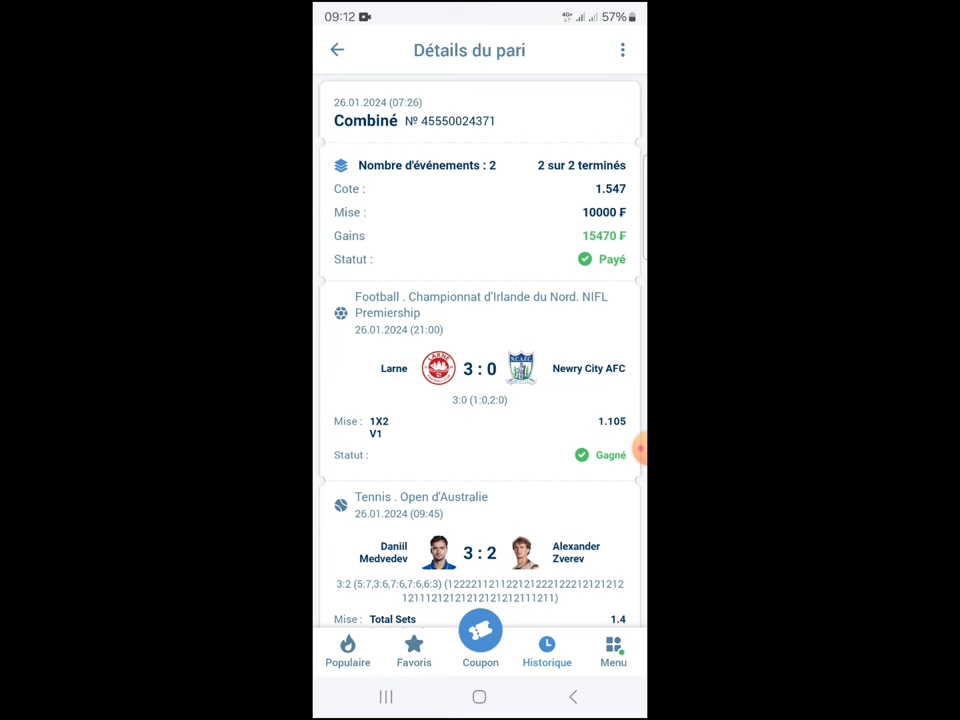 09:12 4G+ 57%
Détails du pari
26.01.2024 (07:26)
Combiné Nº 45550024371
Nombre d'événements : 2 2 sur 2 terminés
Cote : 1.547
Mise : 10000 ₣
Gains 15470 ₣
Statut : Payé
Football . Championnat d'Irlande du Nord. NIFL
Premiership
26.01.2024 (21:00)
Larne 3 : 0 Newry City AFC
3:0 (1:0,2:0)
Mise : 1X2 1.105
V1
Statut : Gagné
Tennis . Open d'Australie
26.01.2024 (09:45)
Daniil Alexander
Medvedev 3 : 2 Zverev
3:2 (5:7,3:6,7:6,7:6,6:3) (122221121122121222122212121212
12111212121212121212111211)
Mise : Total Sets 1.4
Populaire Favoris Coupon Historique Menu